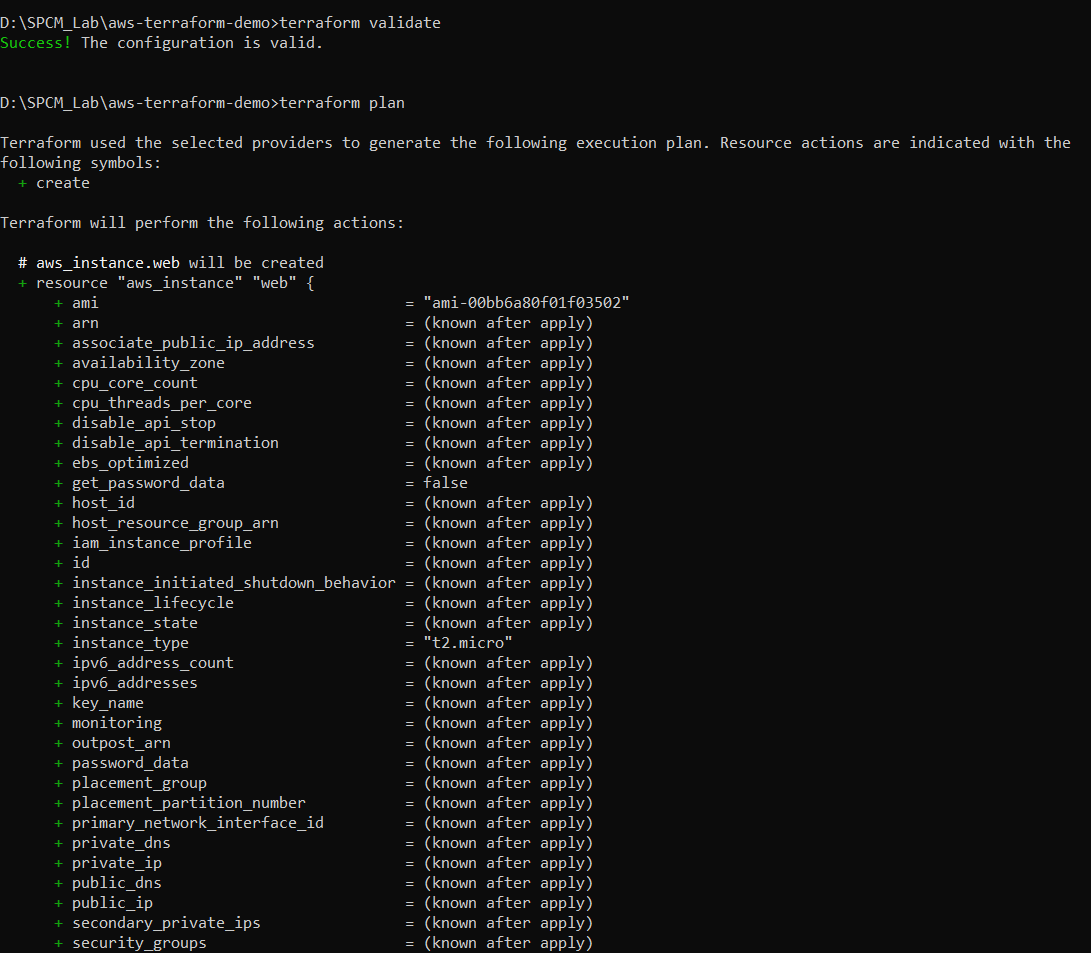 D:\SPCM_Lab\aws-terraform-demo>terraform validate
Success! The configuration is valid.
D:\SPCM_Lab\aws-terraform-demo>terraform plan
Terraform used the selected providers to generate the following execution plan. Resource actions are indicated with the
following symbols:
  + create
Terraform will perform the following actions:
  # aws_instance.web will be created
  + resource "aws_instance" "web" {
      + ami                                  = "ami-00bb6a80f01f03502"
      + arn                                  = (known after apply)
      + associate_public_ip_address          = (known after apply)
      + availability_zone                    = (known after apply)
      + cpu_core_count                       = (known after apply)
      + cpu_threads_per_core                 = (known after apply)
      + disable_api_stop                     = (known after apply)
      + disable_api_termination              = (known after apply)
      + ebs_optimized                        = (known after apply)
      + get_password_data                    = false
      + host_id                              = (known after apply)
      + host_resource_group_arn              = (known after apply)
      + iam_instance_profile                 = (known after apply)
      + id                                   = (known after apply)
      + instance_initiated_shutdown_behavior = (known after apply)
      + instance_lifecycle                   = (known after apply)
      + instance_state                       = (known after apply)
      + instance_type                        = "t2.micro"
      + ipv6_address_count                   = (known after apply)
      + ipv6_addresses                       = (known after apply)
      + key_name                             = (known after apply)
      + monitoring                           = (known after apply)
      + outpost_arn                          = (known after apply)
      + password_data                        = (known after apply)
      + placement_group                      = (known after apply)
      + placement_partition_number           = (known after apply)
      + primary_network_interface_id         = (known after apply)
      + private_dns                          = (known after apply)
      + private_ip                           = (known after apply)
      + public_dns                           = (known after apply)
      + public_ip                            = (known after apply)
      + secondary_private_ips                = (known after apply)
      + security_groups                      = (known after apply)